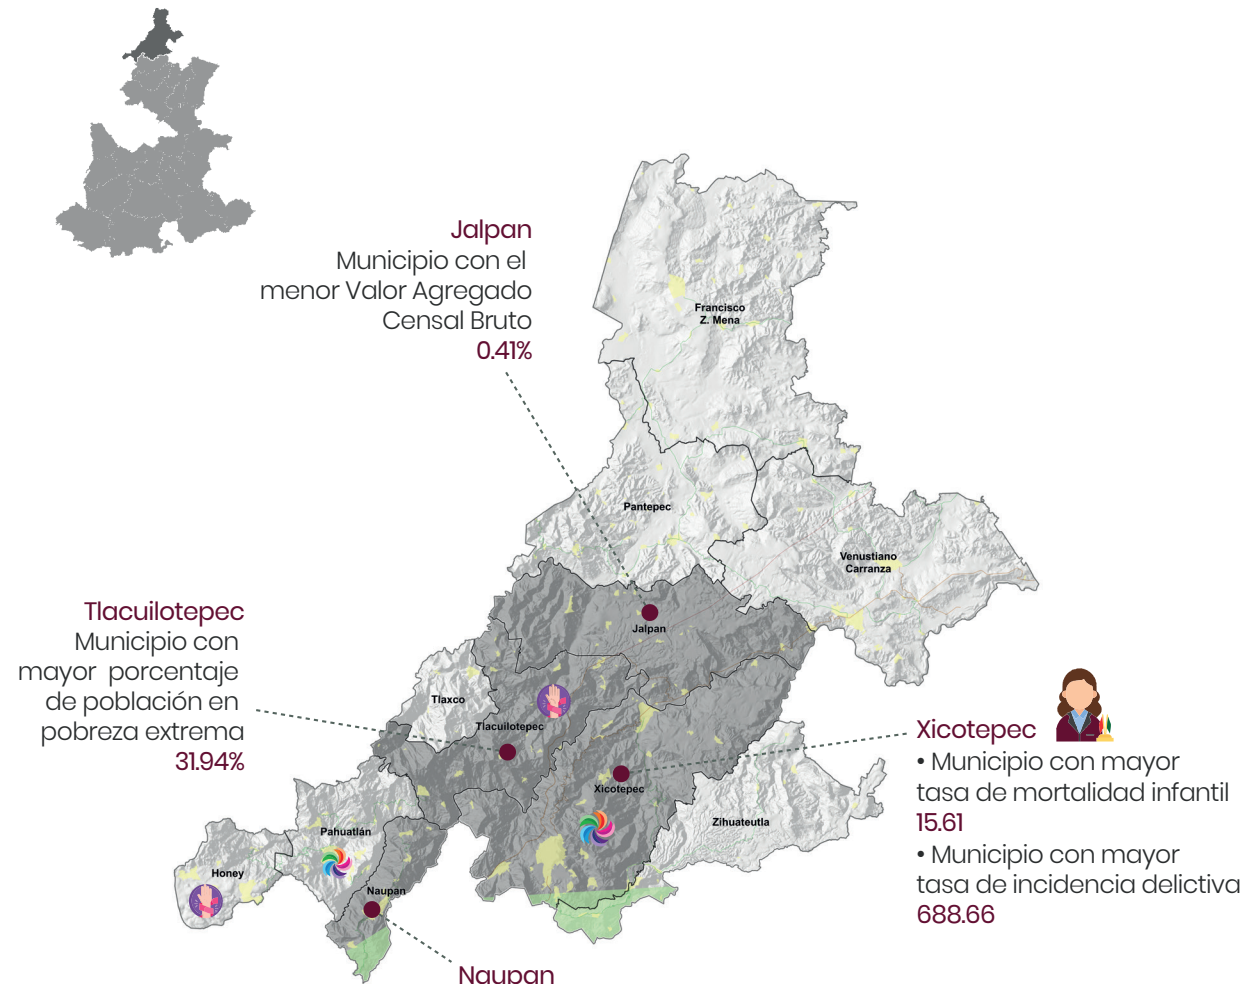 Jalpan
Municipio con el
menor Valor Agregado
Censal Bruto
0.41%
Francisco
Z. Mena
Pantepec
Venustiano
Carranza
Jalpan
Tlacuilotepec
Municipio con
mayor porcentaje
de población en
pobreza extrema
31.94%
Tlaxco
Tlacuilotepec
Xicotepec
Zihuateutla
Pahuatlán
Honey
Naupan
Xicotepec
• Municipio con mayor
tasa de mortalidad infantil
15.61
• Municipio con mayor
tasa de incidencia delictiva
688.66
Naupan